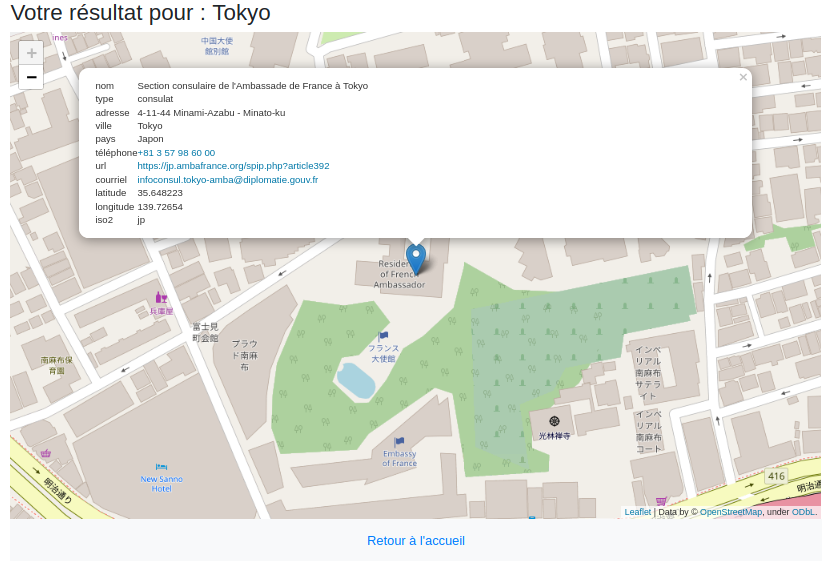 Votre résultat pour : Tokyo
ines
中国大使
館別館
+
−
×
nom Section consulaire de l'Ambassade de France à Tokyo
type consulat
adresse 4-11-44 Minami-Azabu - Minato-ku
ville Tokyo
pays Japon
téléphone +81 3 57 98 60 00
url https://jp.ambafrance.org/spip.php?article392
courriel infoconsul.tokyo-amba@diplomatie.gouv.fr
latitude 35.648223
longitude 139.72654
iso2 jp
of French
Ambassador
兵庫屋
富士見
町会館
プラウ
ド南麻
布
フランス
大使館
南麻布保
育園
インペ
リアル
南麻布
サテラ
イト
インペ
リアル
南麻布
コート
光林禅寺
Embassy
of France
New Sanno
Hotel
明治通り
416
明治通
Leaflet | Data by © OpenStreetMap, under ODbL.
Retour à l'accueil